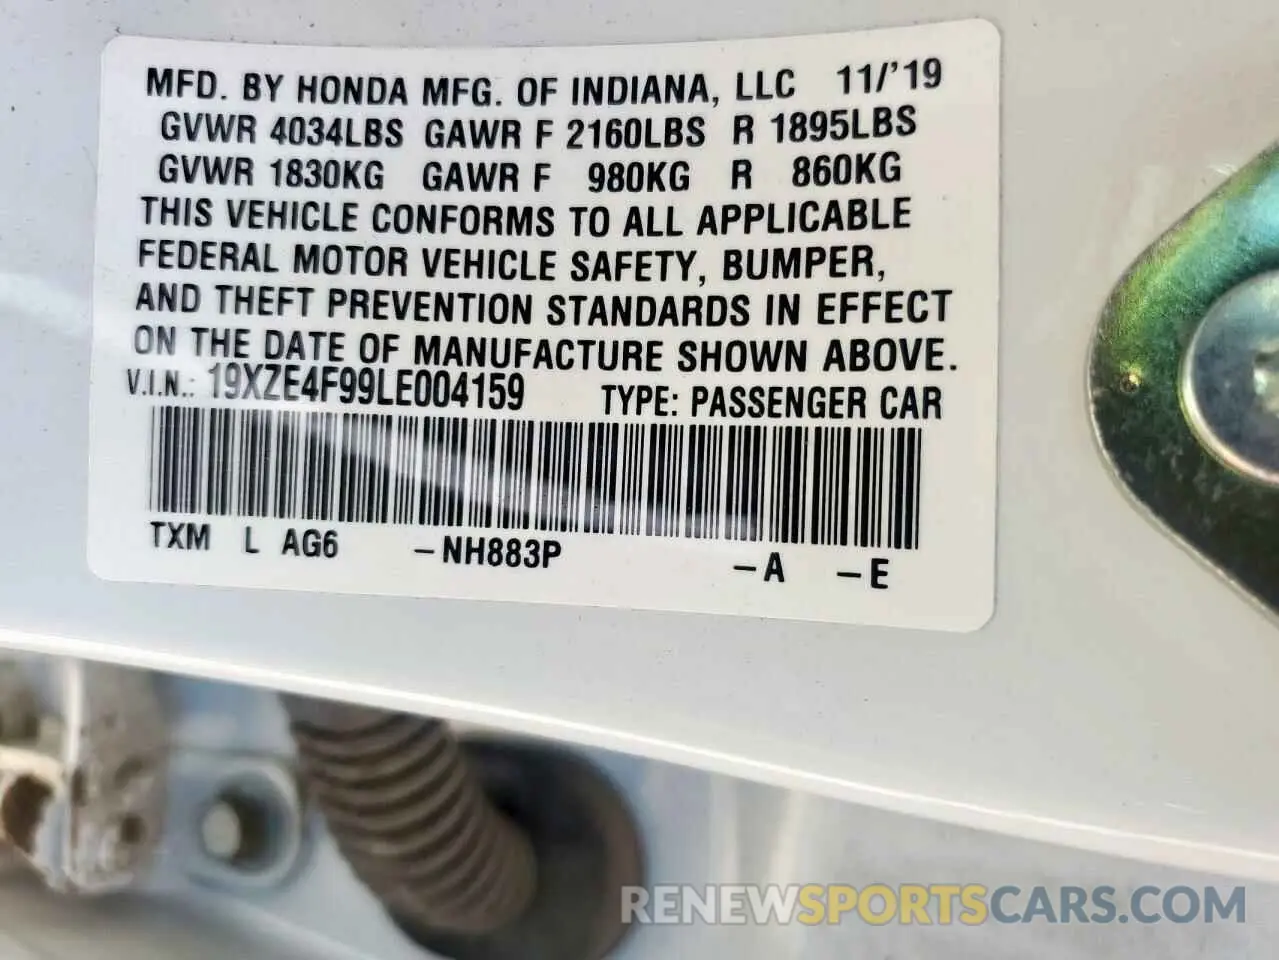 MFD. BY HONDA MFG. OF INDIANA, LLC 11/'19
GVWR 4034LBS GAWR F 2160LBS R 1895LBS
GVWR 1830KG GAWR F 980KG R 860KG
THIS VEHICLE CONFORMS TO ALL APPLICABLE
FEDERAL MOTOR VEHICLE SAFETY, BUMPER,
AND THEFT PREVENTION STANDARDS IN EFFECT
ON THE DATE OF MANUFACTURE SHOWN ABOVE.
V.I.N.: 19XZE4F99LE004159 TYPE: PASSENGER CAR
TXM L AG6 –NH883P –A –E
RENEWSPORTSCARS.COM